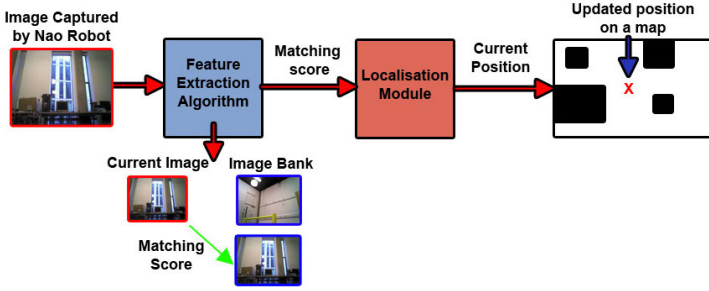 Image Captured
by Nao Robot
Feature
Extraction
Algorithm
Matching
score
Localisation
Module
Current
Position
Updated position
on a map
X
Current Image
Image Bank
Matching
Score